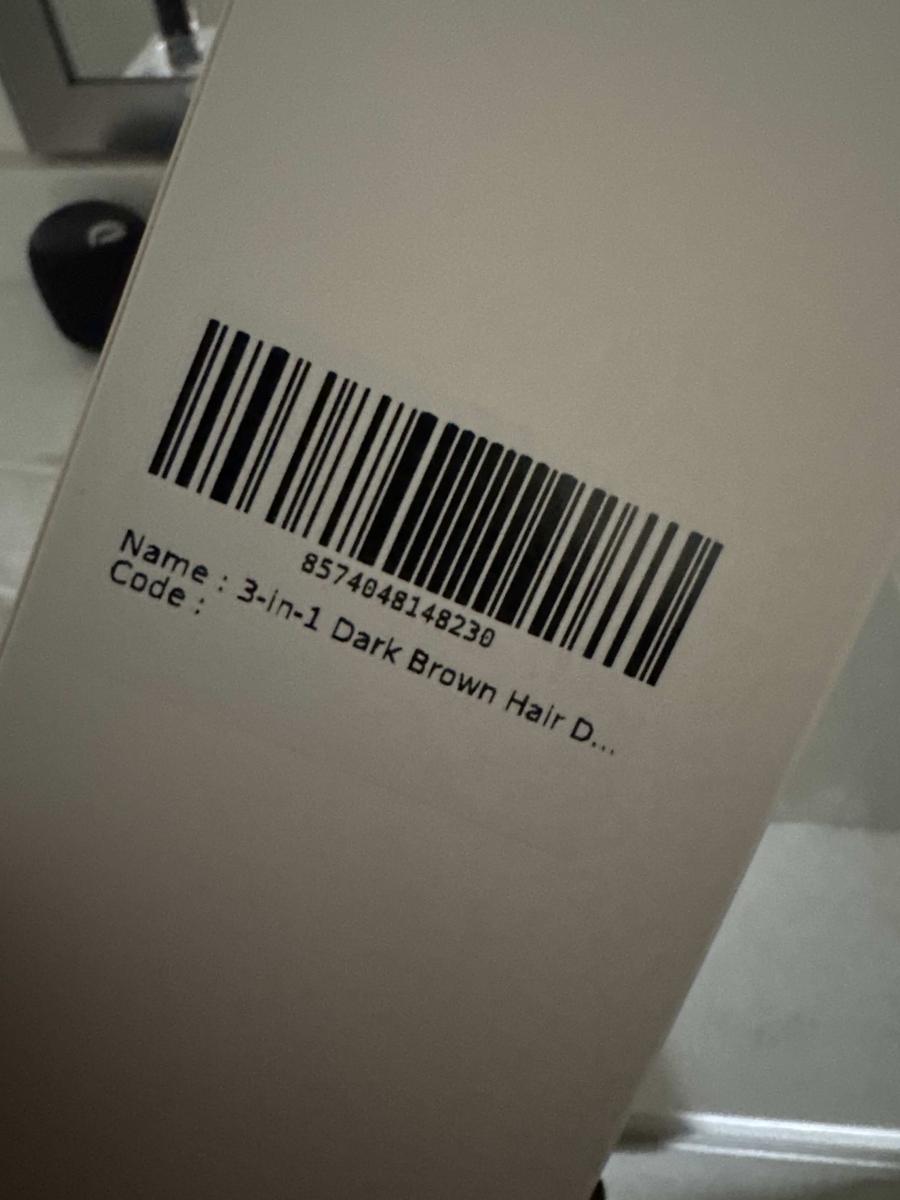 8574048148230
Name : 3-in-1 Dark Brown Hair D...
Code :